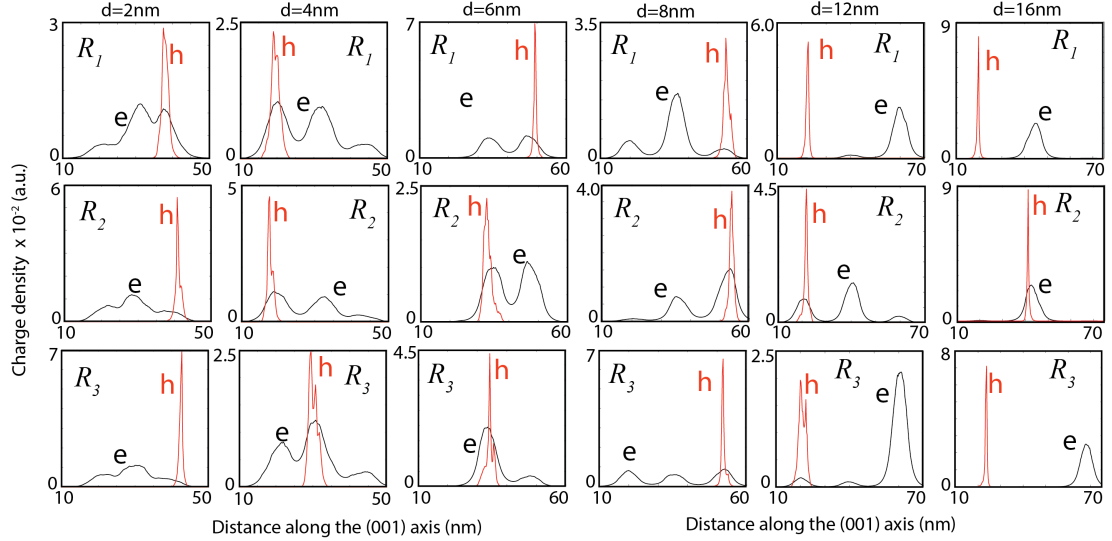 d=2nm d=4nm d=6nm d=8nm d=12nm d=16nm
3 R1 h e 0 10 50
2.5 h R1 e 0 10 50
7 R1 h e 0 10 60
3.5 R1 h e 0 10 60
6.0 h R1 e 0 10 70
9 R1 h e 0 10 70
6 R2 h e 0 10 50
5 h R2 e 0 10 50
2.5 h R2 e 0 10 60
4.0 R2 h e 0 10 60
4.5 h R2 e 0 10 70
9 h R2 e 0 10 70
7 R3 h e 0 10 50
2.5 h R3 e 0 10 50
4.5 R3 h e 0 10 60
7 R3 h e 0 10 60
2.5 h R3 e 0 10 70
8 h R3 e 0 10 70
Charge density x 10-2 (a.u.)
Distance along the (001) axis (nm) Distance along the (001) axis (nm)